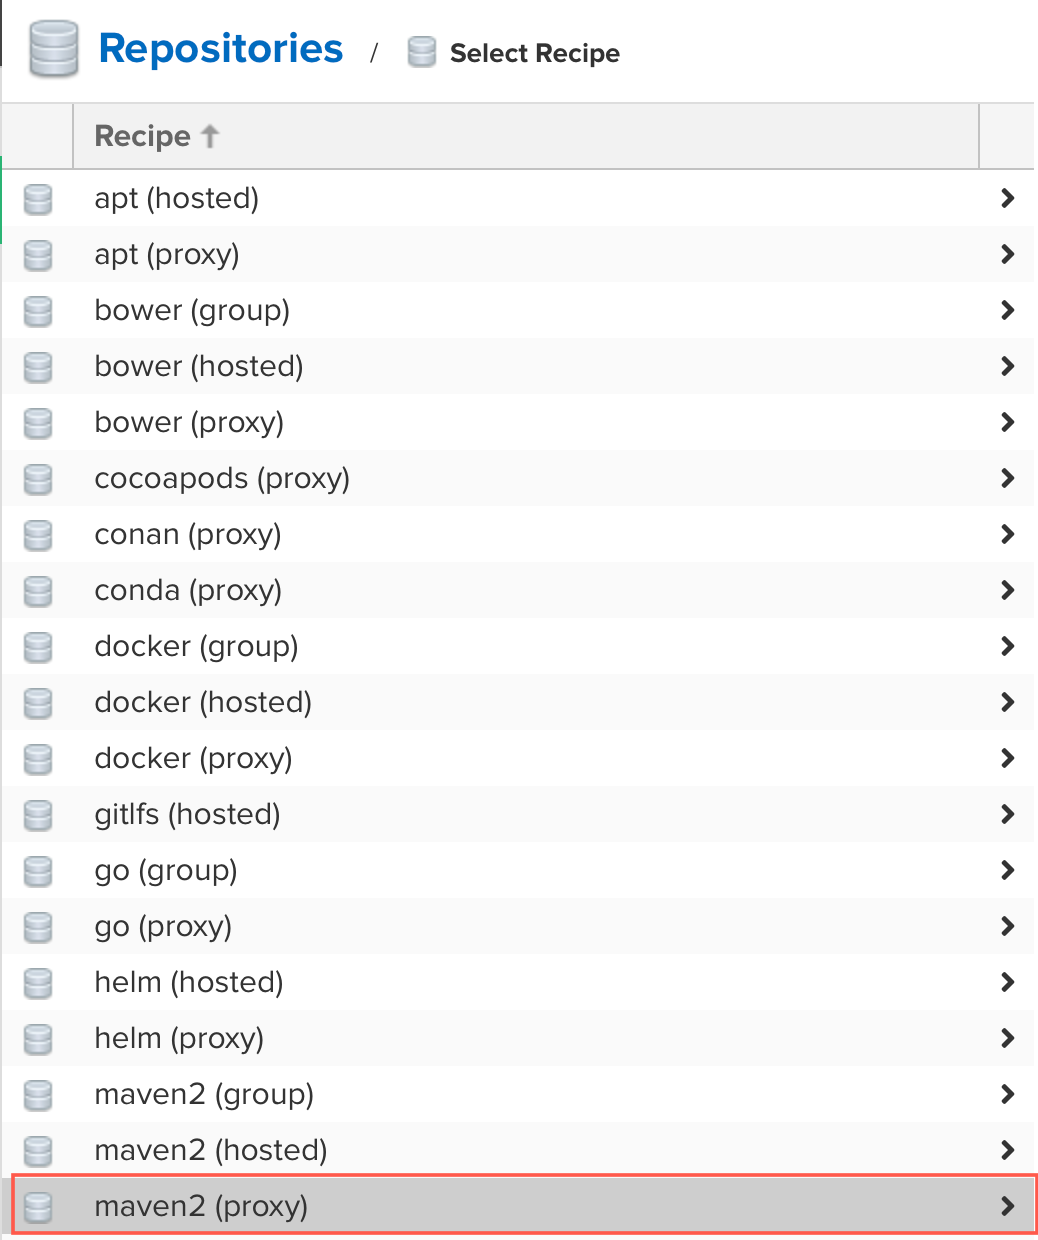 Repositories / Select Recipe
Recipe
apt (hosted)
apt (proxy)
bower (group)
bower (hosted)
bower (proxy)
cocoapods (proxy)
conan (proxy)
conda (proxy)
docker (group)
docker (hosted)
docker (proxy)
gitlfs (hosted)
go (group)
go (proxy)
helm (hosted)
helm (proxy)
maven2 (group)
maven2 (hosted)
maven2 (proxy)